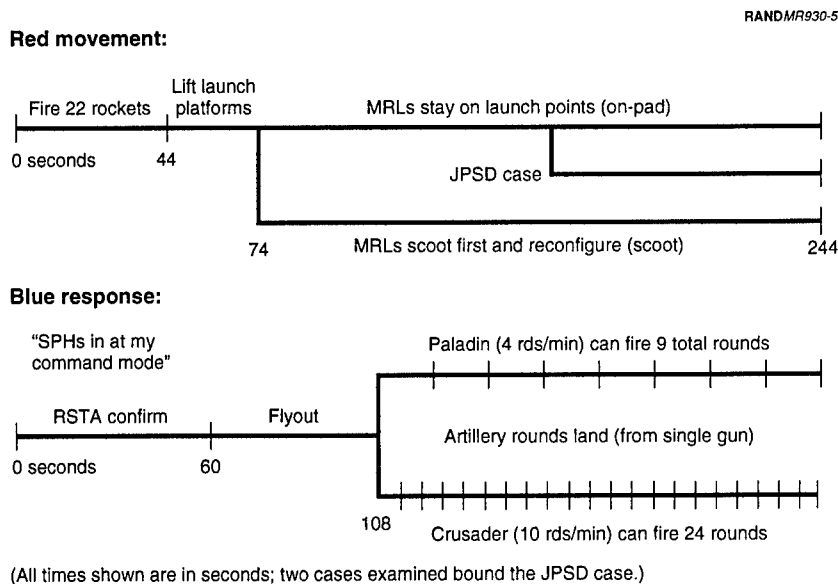 RANDMR930-5
Red movement:
Fire 22 rockets
Lift launch
platforms
MRLs stay on launch points (on-pad)
0 seconds
44
JPSD case
74
MRLs scoot first and reconfigure (scoot)
244
Blue response:
“SPHs in at my
command mode”
Paladin (4 rds/min) can fire 9 total rounds
RSTA confirm
Flyout
Artillery rounds land (from single gun)
0 seconds
60
108
Crusader (10 rds/min) can fire 24 rounds
(All times shown are in seconds; two cases examined bound the JPSD case.)